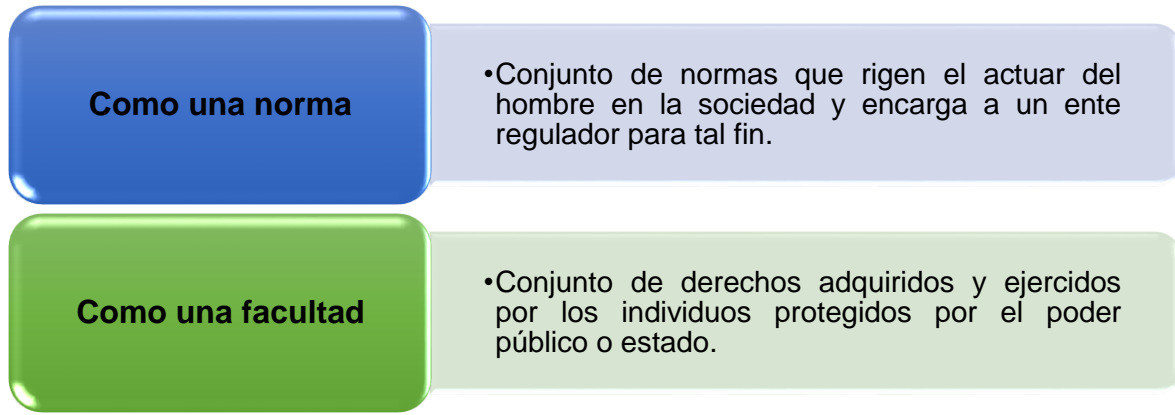 Como una norma
•Conjunto de normas que rigen el actuar del
hombre en la sociedad y encarga a un ente
regulador para tal fin.
Como una facultad
•Conjunto de derechos adquiridos y ejercidos
por los individuos protegidos por el poder
público o estado.